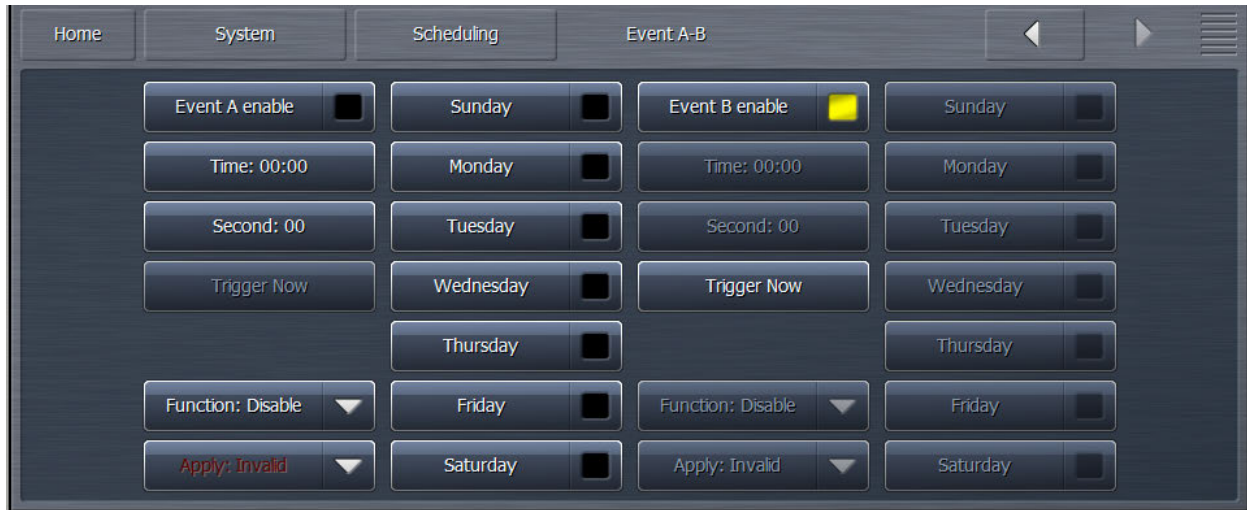 Home System Scheduling Event A-B
Event A enable Sunday Event B enable Sunday
Time: 00:00 Monday Time: 00:00 Monday
Second: 00 Tuesday Second: 00 Tuesday
Trigger Now Wednesday Trigger Now Wednesday
Thursday Thursday
Function: Disable Friday Function: Disable Friday
Apply: Invalid Saturday Apply: Invalid Saturday